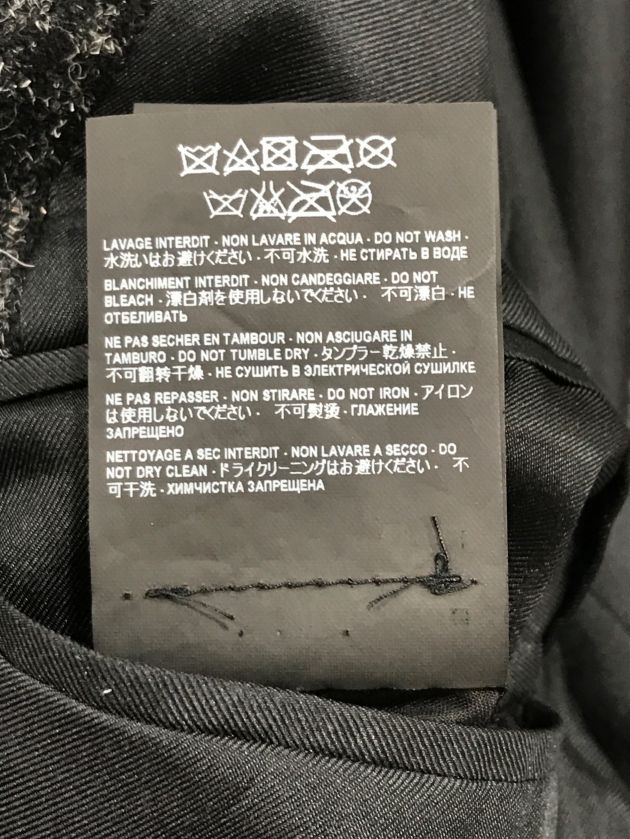 LAVAGE INTERDIT - NON LAVARE IN ACQUA - DO NOT WASH -
水洗いはお避けください - 不可水洗 - НЕ СТИРАТЬ В ВОДЕ
BLANCHIMENT INTERDIT - NON CANDEGGIARE - DO NOT
BLEACH - 漂白剤を使用しないでください - 不可漂白 - НЕ
ОТБЕЛИВАТЬ
NE PAS SECHER EN TAMBOUR - NON ASCIUGARE IN
TAMBURO - DO NOT TUMBLE DRY - タンブラー乾燥禁止 -
不可翻转干燥 - НЕ СУШИТЬ В ЭЛЕКТРИЧЕСКОЙ СУШИЛКЕ
NE PAS REPASSER - NON STIRARE - DO NOT IRON - アイロン
は使用しないでください - 不可熨烫 - ГЛАЖЕНИЕ
ЗАПРЕЩЕНО
NETTOYAGE A SEC INTERDIT - NON LAVARE A SECCO - DO
NOT DRY CLEAN - ドライクリーニングはお避けください - 不
可干洗 - ХИМЧИСТКА ЗАПРЕЩЕНА